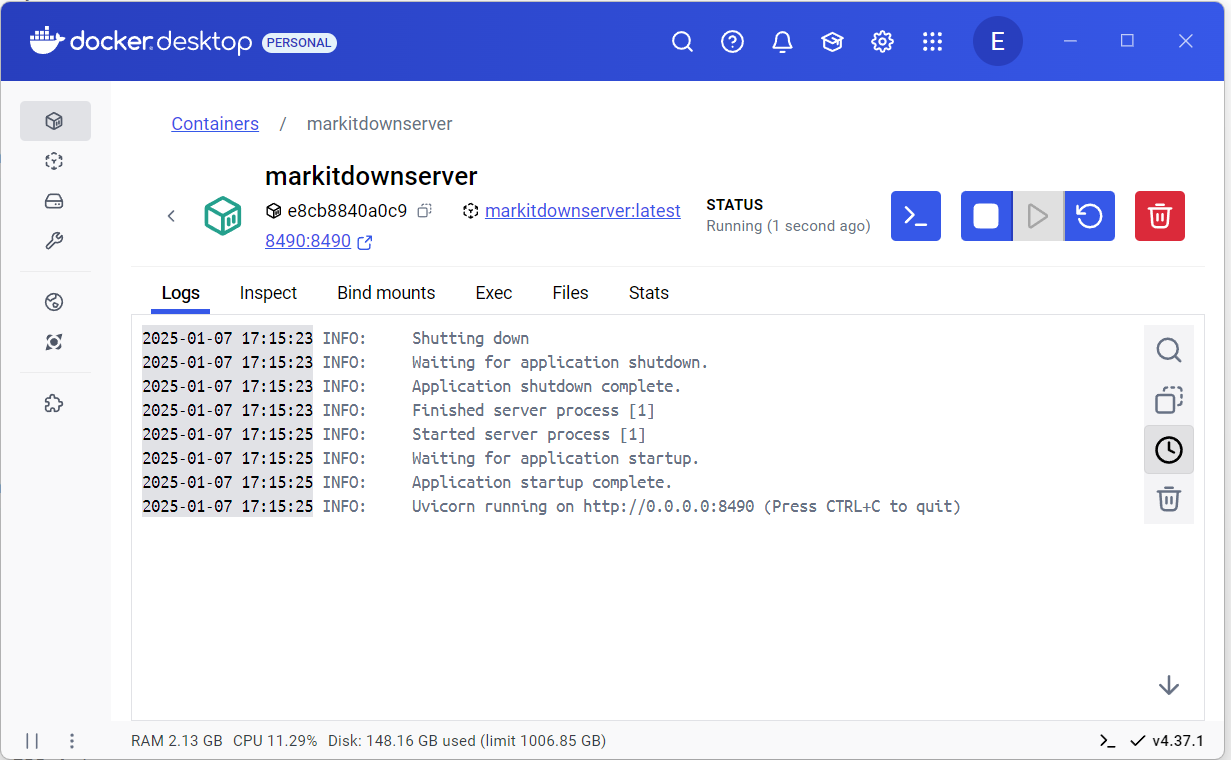 docker.desktop PERSONAL
E
Containers / markitdownserver
markitdownserver
e8cb8840a0c9 markitdownserver:latest
8490:8490
STATUS
Running (1 second ago)
Logs Inspect Bind mounts Exec Files Stats
2025-01-07 17:15:23 INFO: Shutting down
2025-01-07 17:15:23 INFO: Waiting for application shutdown.
2025-01-07 17:15:23 INFO: Application shutdown complete.
2025-01-07 17:15:23 INFO: Finished server process [1]
2025-01-07 17:15:25 INFO: Started server process [1]
2025-01-07 17:15:25 INFO: Waiting for application startup.
2025-01-07 17:15:25 INFO: Application startup complete.
2025-01-07 17:15:25 INFO: Uvicorn running on http://0.0.0.0:8490 (Press CTRL+C to quit)
RAM 2.13 GB CPU 11.29% Disk: 148.16 GB used (limit 1006.85 GB) v4.37.1